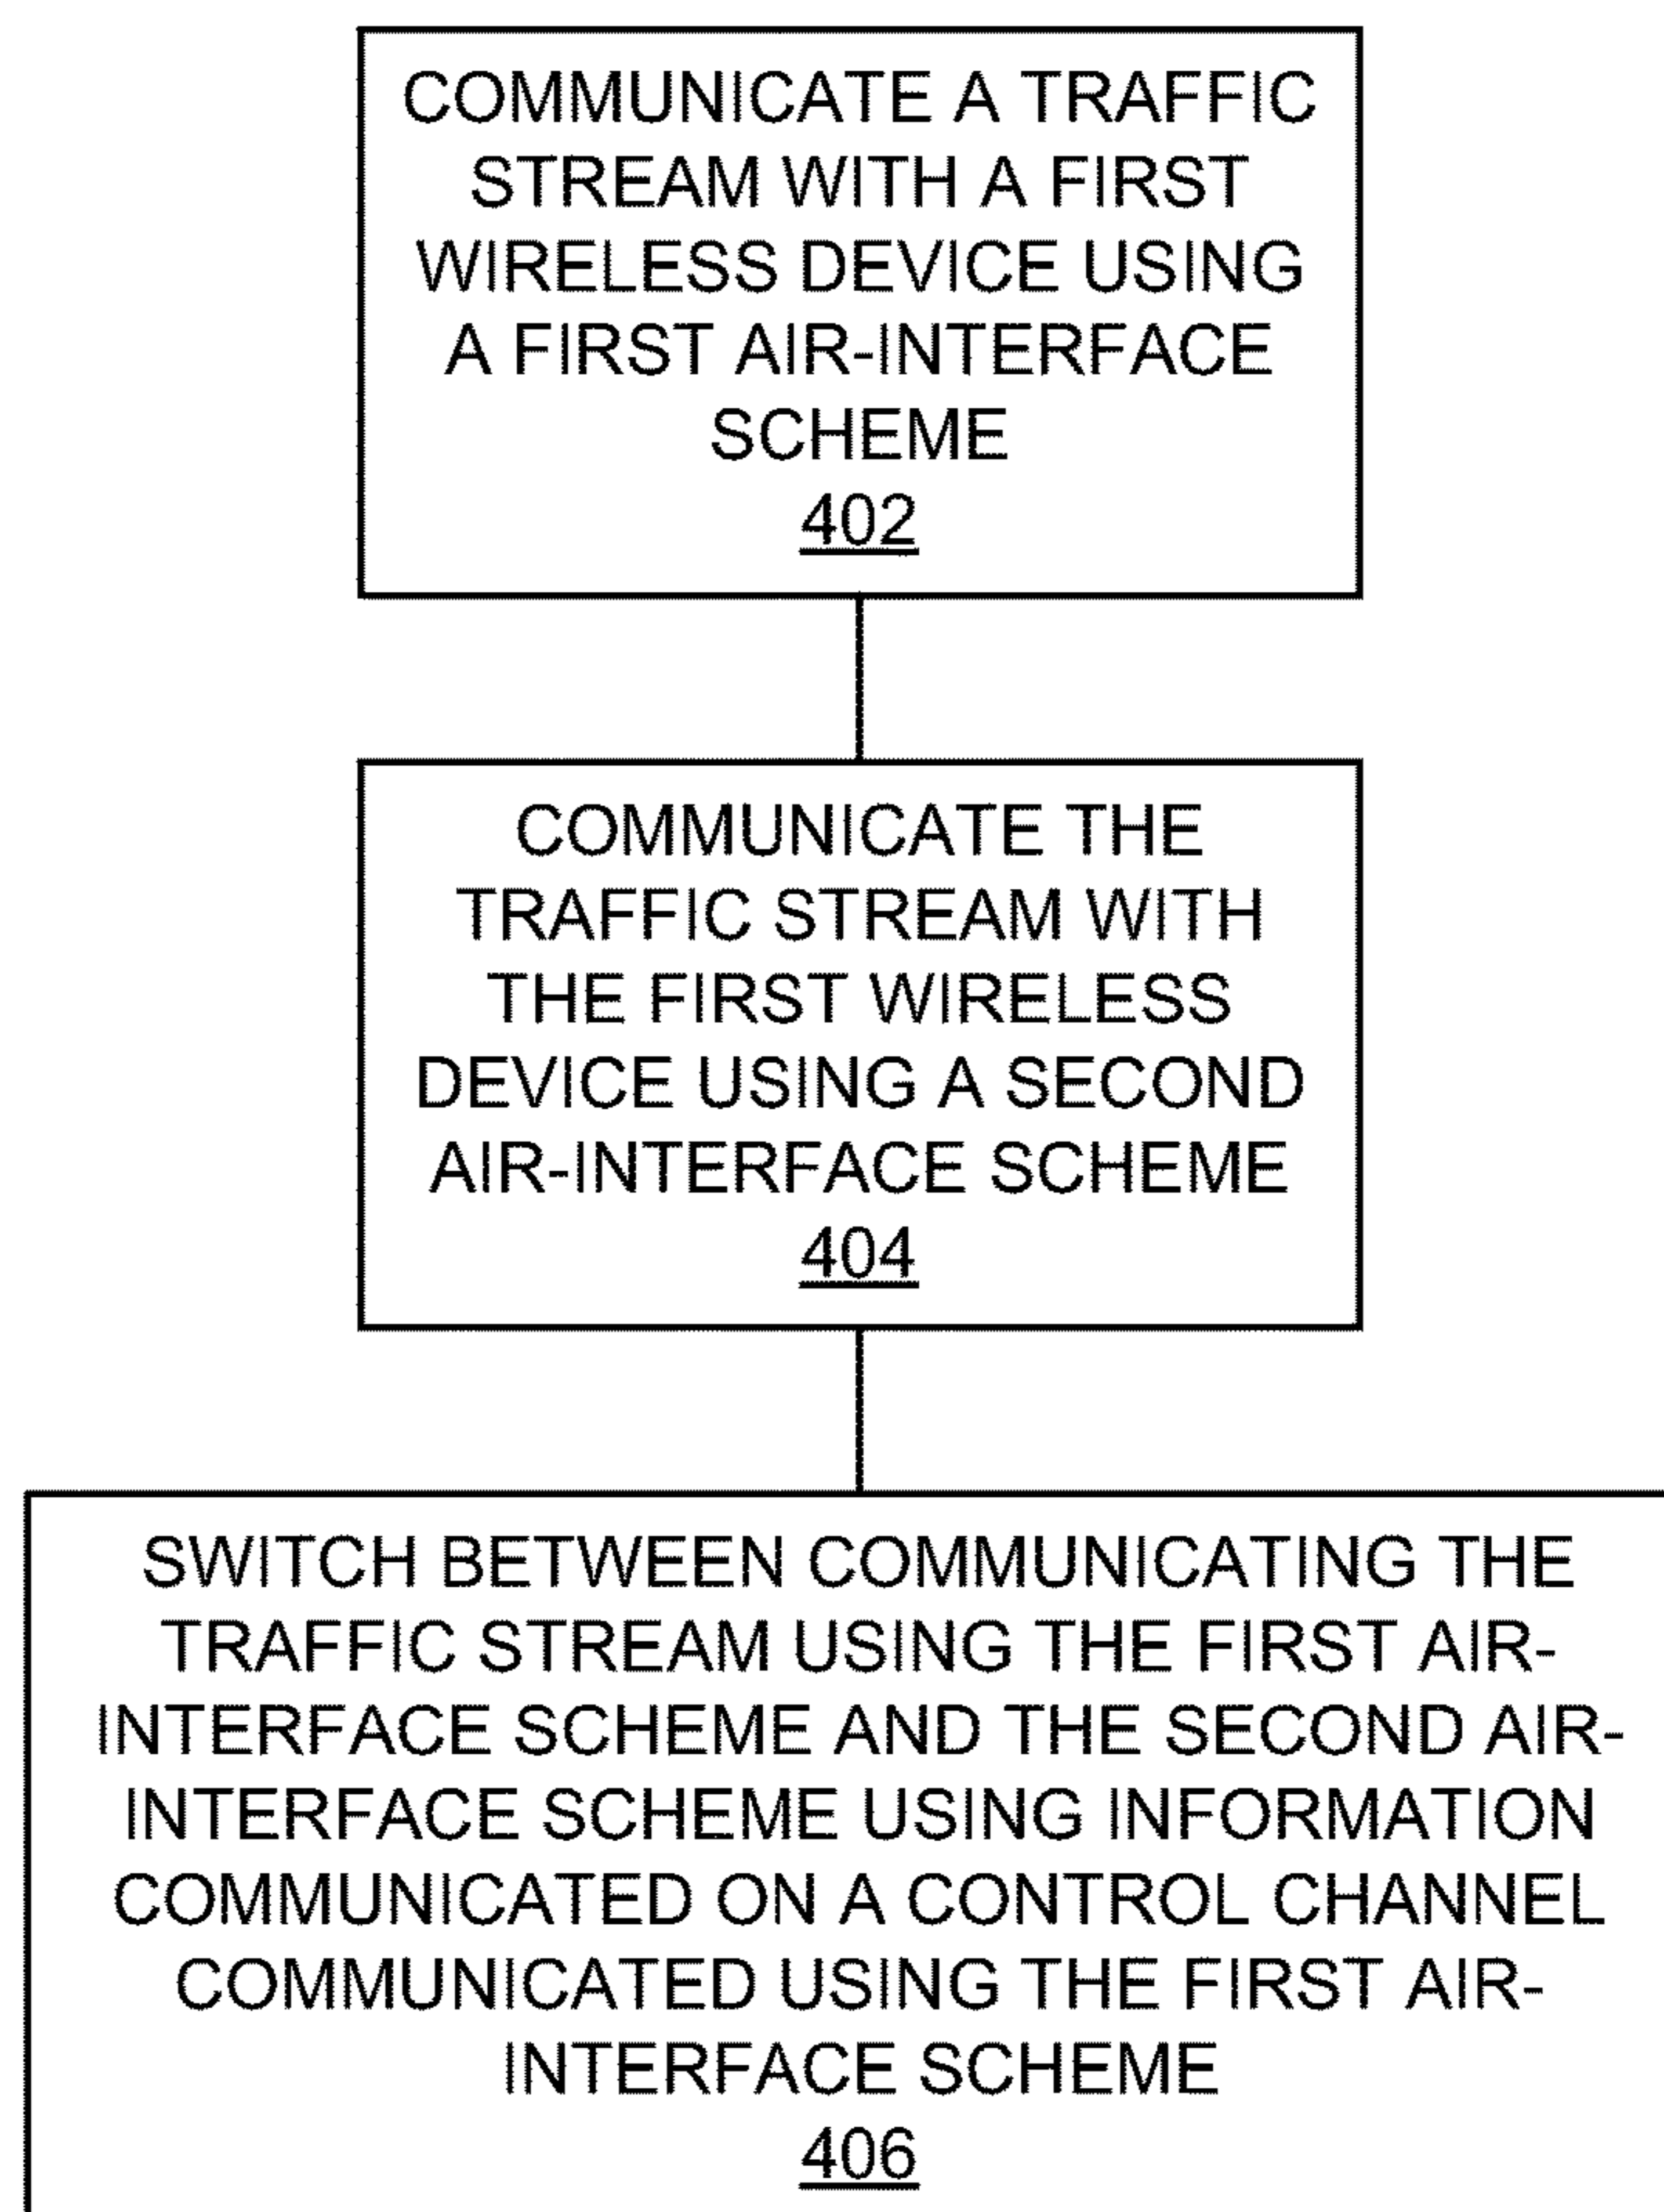 COMMUNICATE A TRAFFIC
STREAM WITH A FIRST
WIRELESS DEVICE USING
A FIRST AIR-INTERFACE
SCHEME
402
COMMUNICATE THE
TRAFFIC STREAM WITH
THE FIRST WIRELESS
DEVICE USING A SECOND
AIR-INTERFACE SCHEME
404
SWITCH BETWEEN COMMUNICATING THE
TRAFFIC STREAM USING THE FIRST AIR-
INTERFACE SCHEME AND THE SECOND AIR-
INTERFACE SCHEME USING INFORMATION
COMMUNICATED ON A CONTROL CHANNEL
COMMUNICATED USING THE FIRST AIR-
INTERFACE SCHEME
406